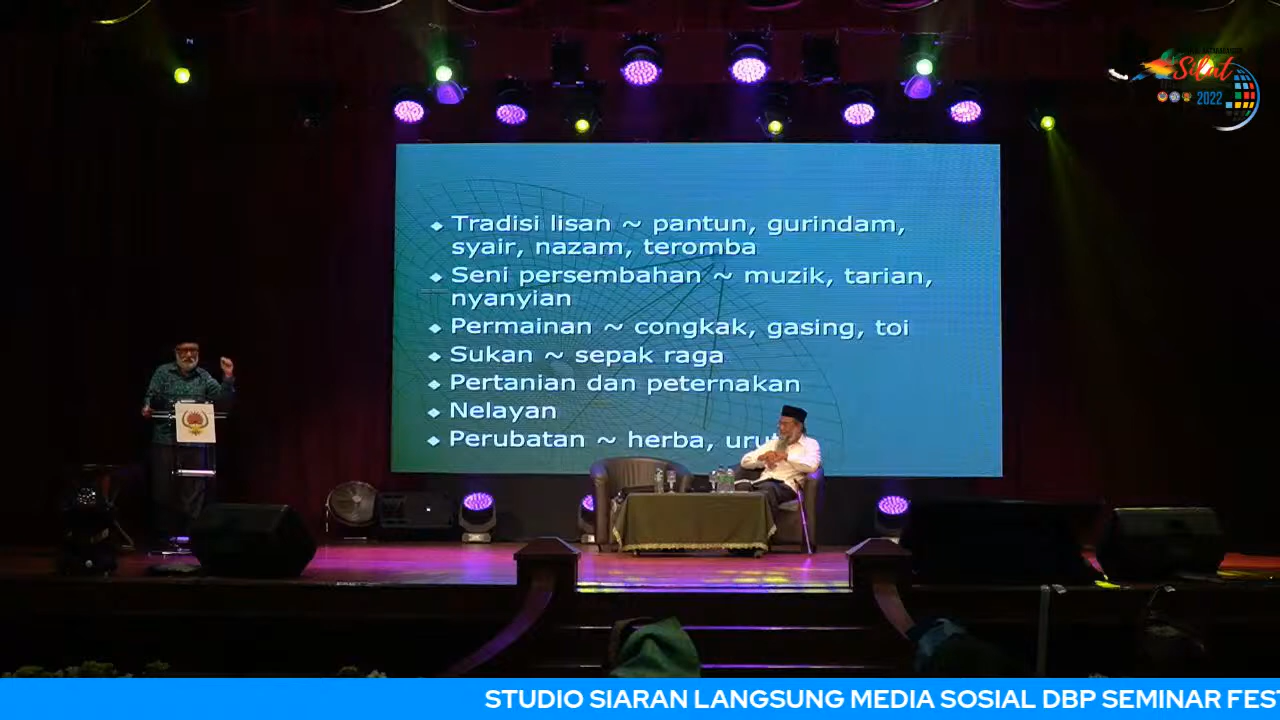 Silat
2022
◆ Tradisi lisan ~ pantun, gurindam,
syair, nazam, teromba
◆ Seni persembahan ~ muzik, tarian,
nyanyian
◆ Permainan ~ congkak, gasing, toi
◆ Sukan ~ sepak raga
◆ Pertanian dan peternakan
◆ Nelayan
◆ Perubatan ~ herba,
STUDIO SIARAN LANGSUNG MEDIA SOSIAL DBP SEMINAR FEST